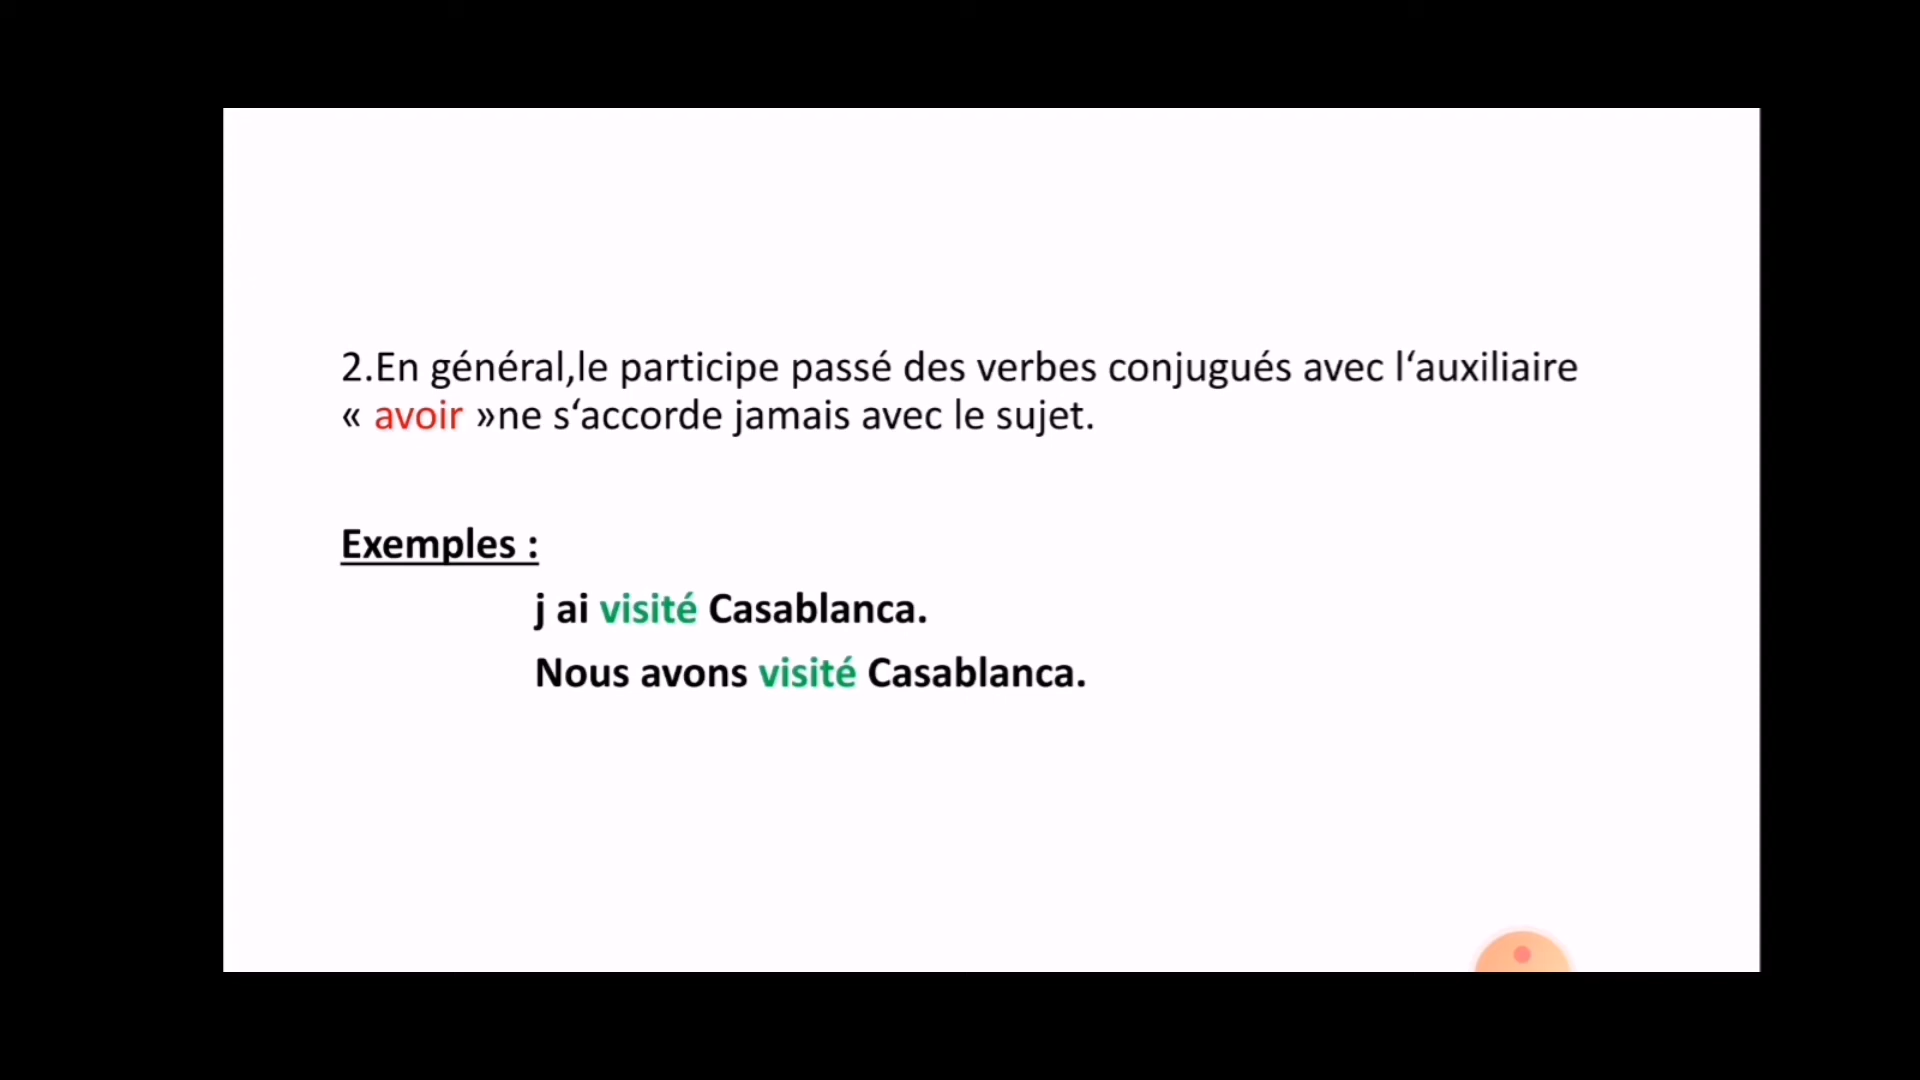 2.En général,le participe passé des verbes conjugués avec l‘auxiliaire
« avoir »ne s‘accorde jamais avec le sujet.
Exemples :
j ai visité Casablanca.
Nous avons visité Casablanca.